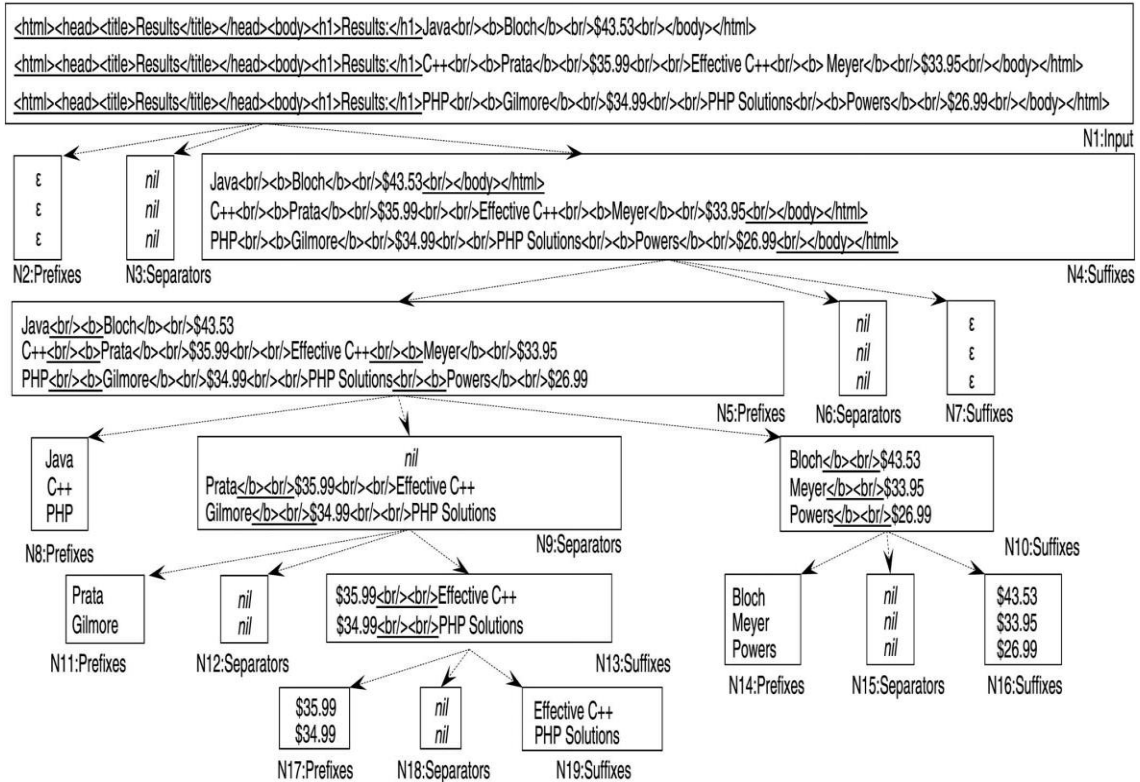 <html><head><title>Results</title></head><body><h1>Results:</h1>Java<br/><b>Bloch</b><br/>$43.53<br/></body></html>
<html><head><title>Results</title></head><body><h1>Results:</h1>C++<br/><b>Prata</b><br/>$35.99<br/><br/>Effective C++<br/><b> Meyer</b><br/>$33.95<br/></body></html>
<html><head><title>Results</title></head><body><h1>Results:</h1>PHP<br/><b>Gilmore</b><br/>$34.99<br/><br/>PHP Solutions<br/><b>Powers</b><br/>$26.99<br/></body></html>
N1:Input
ε
ε
ε
N2:Prefixes
nil
nil
nil
N3:Separators
Java<br/><b>Bloch</b><br/>$43.53<br/></body></html>
C++<br/><b>Prata</b><br/>$35.99<br/><br/>Effective C++<br/><b>Meyer</b><br/>$33.95<br/></body></html>
PHP<br/><b>Gilmore</b><br/>$34.99<br/><br/>PHP Solutions<br/><b>Powers</b><br/>$26.99<br/></body></html>
N4:Suffixes
Java<br/><b>Bloch</b><br/>$43.53
C++<br/><b>Prata</b><br/>$35.99<br/><br/>Effective C++<br/><b>Meyer</b><br/>$33.95
PHP<br/><b>Gilmore</b><br/>$34.99<br/><br/>PHP Solutions<br/><b>Powers</b><br/>$26.99
N5:Prefixes
nil
nil
nil
N6:Separators
ε
ε
ε
N7:Suffixes
Java
C++
PHP
N8:Prefixes
nil
Prata</b><br/>$35.99<br/><br/>Effective C++
Gilmore</b><br/>$34.99<br/><br/>PHP Solutions
N9:Separators
Bloch</b><br/>$43.53
Meyer</b><br/>$33.95
Powers</b><br/>$26.99
N10:Suffixes
Prata
Gilmore
N11:Prefixes
nil
nil
N12:Separators
$35.99<br/><br/>Effective C++
$34.99<br/><br/>PHP Solutions
N13:Suffixes
Bloch
Meyer
Powers
N14:Prefixes
nil
nil
nil
N15:Separators
$43.53
$33.95
$26.99
N16:Suffixes
$35.99
$34.99
N17:Prefixes
nil
nil
N18:Separators
Effective C++
PHP Solutions
N19:Suffixes